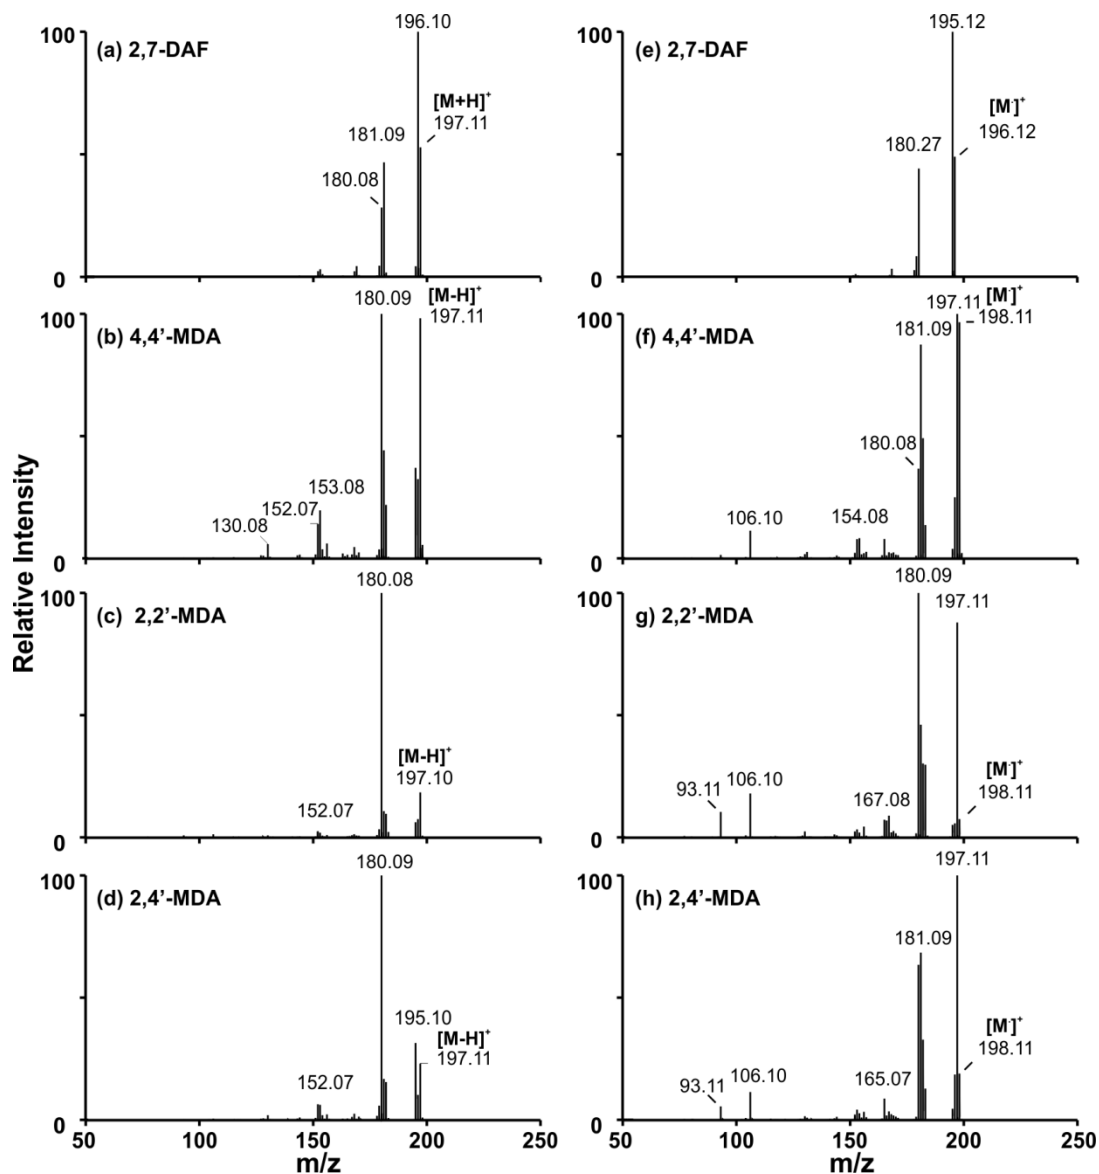 Relative Intensity
100
(a) 2,7-DAF
196.10
[M+H]⁺
197.11
181.09
180.08
0
100
(b) 4,4’-MDA
180.09
[M-H]⁺
197.11
153.08
152.07
130.08
0
100
(c) 2,2’-MDA
180.08
[M-H]⁺
197.10
152.07
0
100
(d) 2,4’-MDA
180.09
195.10
[M-H]⁺
197.11
152.07
0
50 100 150 200 250
m/z
100
(e) 2,7-DAF
195.12
[M·]⁺
196.12
180.27
0
100
(f) 4,4’-MDA
197.11
[M·]⁺
198.11
181.09
180.08
106.10
154.08
0
100
g) 2,2’-MDA
180.09
197.11
[M·]⁺
198.11
93.11
106.10
167.08
0
100
(h) 2,4’-MDA
197.11
181.09
[M·]⁺
198.11
93.11
106.10
165.07
0
50 100 150 200 250
m/z